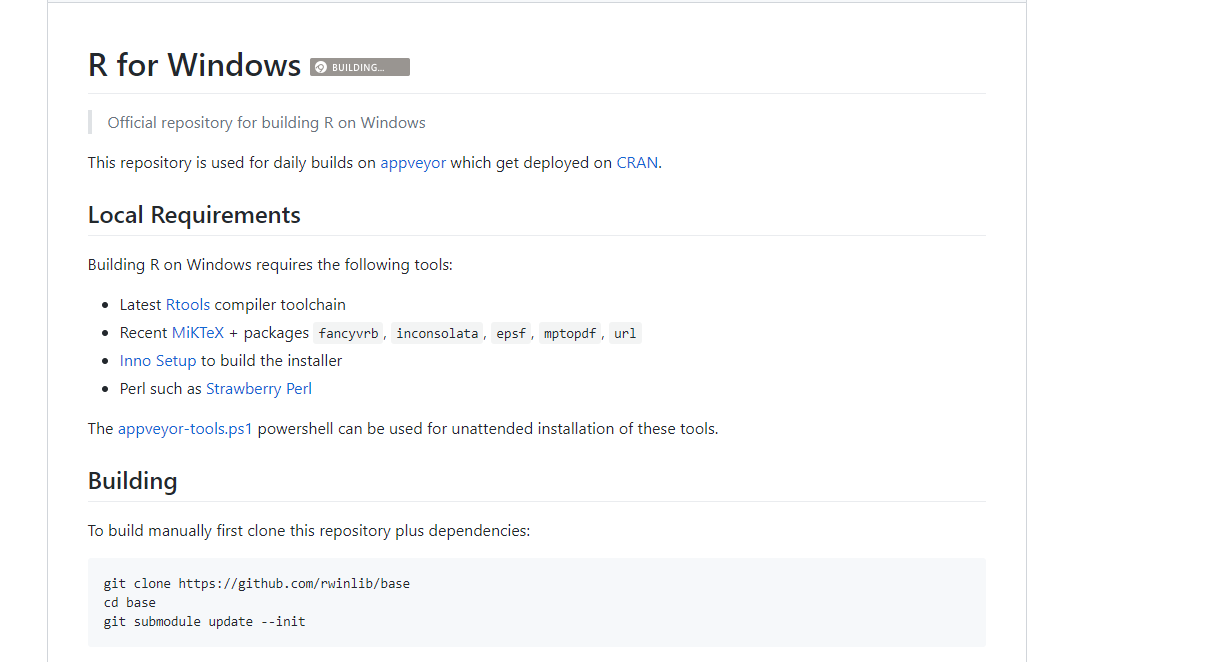 R for Windows BUILDING...
Official repository for building R on Windows
This repository is used for daily builds on appveyor which get deployed on CRAN.
Local Requirements
Building R on Windows requires the following tools:
• Latest Rtools compiler toolchain
• Recent MiKTeX + packages fancyvrb, inconsolata, epsf, mptopdf, url
• Inno Setup to build the installer
• Perl such as Strawberry Perl
The appveyor-tools.ps1 powershell can be used for unattended installation of these tools.
Building
To build manually first clone this repository plus dependencies:
git clone https://github.com/rwinlib/base
cd base
git submodule update --init